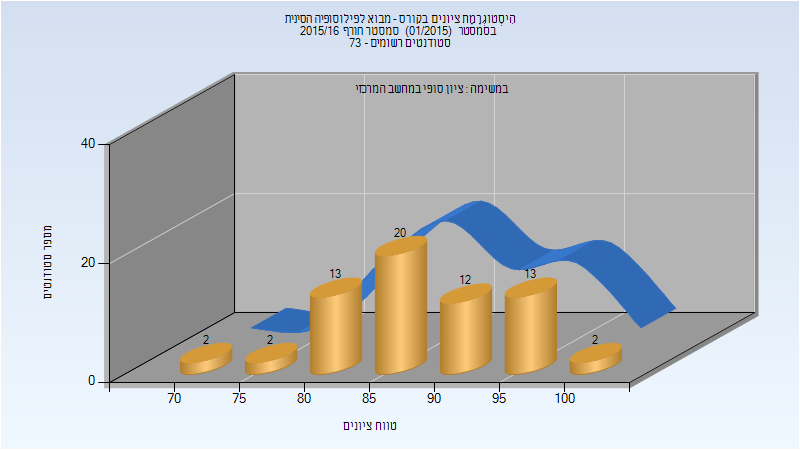 היסטוגרמת ציונים בקורס - מבוא לפילוסופיה הסינית
בסמסטר (01/2015) סמסטר חורף 2015/16
סטודנטים רשומים - 73
במשימה : ציון סופי במחשב המרכזי
40
20
0
מספר סטודנטים
2
2
13
20
12
13
2
70
75
80
85
90
95
100
טווח ציונים